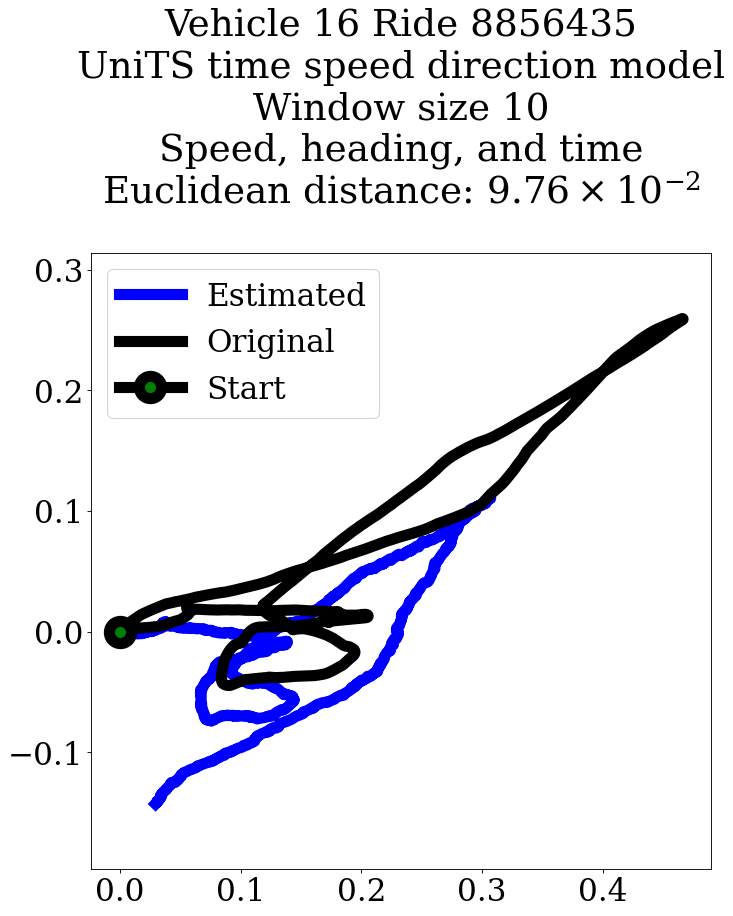 Vehicle 16 Ride 8856435
UniTS time speed direction model
Window size 10
Speed, heading, and time
Euclidean distance: 9.76 × 10⁻²
Estimated
Original
Start
0.3
0.2
0.1
0.0
−0.1
0.0 0.1 0.2 0.3 0.4